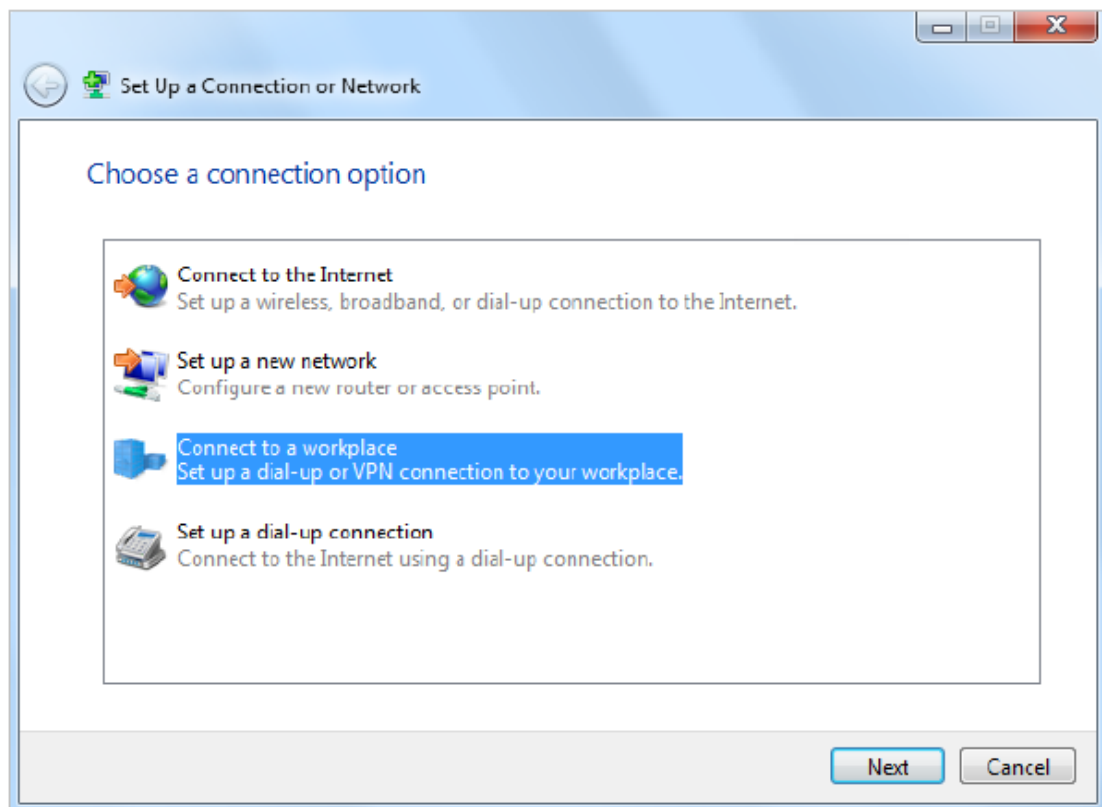 Set Up a Connection or Network
Choose a connection option
Connect to the Internet
Set up a wireless, broadband, or dial-up connection to the Internet.
Set up a new network
Configure a new router or access point.
Connect to a workplace
Set up a dial-up or VPN connection to your workplace.
Set up a dial-up connection
Connect to the Internet using a dial-up connection.
Next Cancel